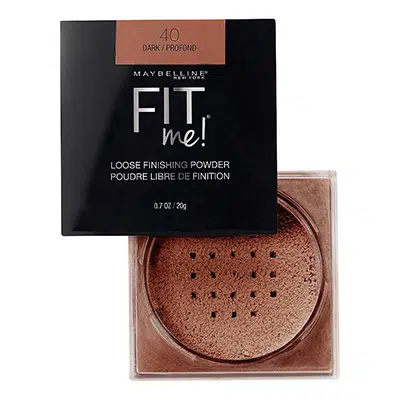 40
DARK / PROFOND
MAYBELLINE®
NEW YORK
FIT
me!®
LOOSE FINISHING POWDER
POUDRE LIBRE DE FINITION
0.7 OZ / 20g